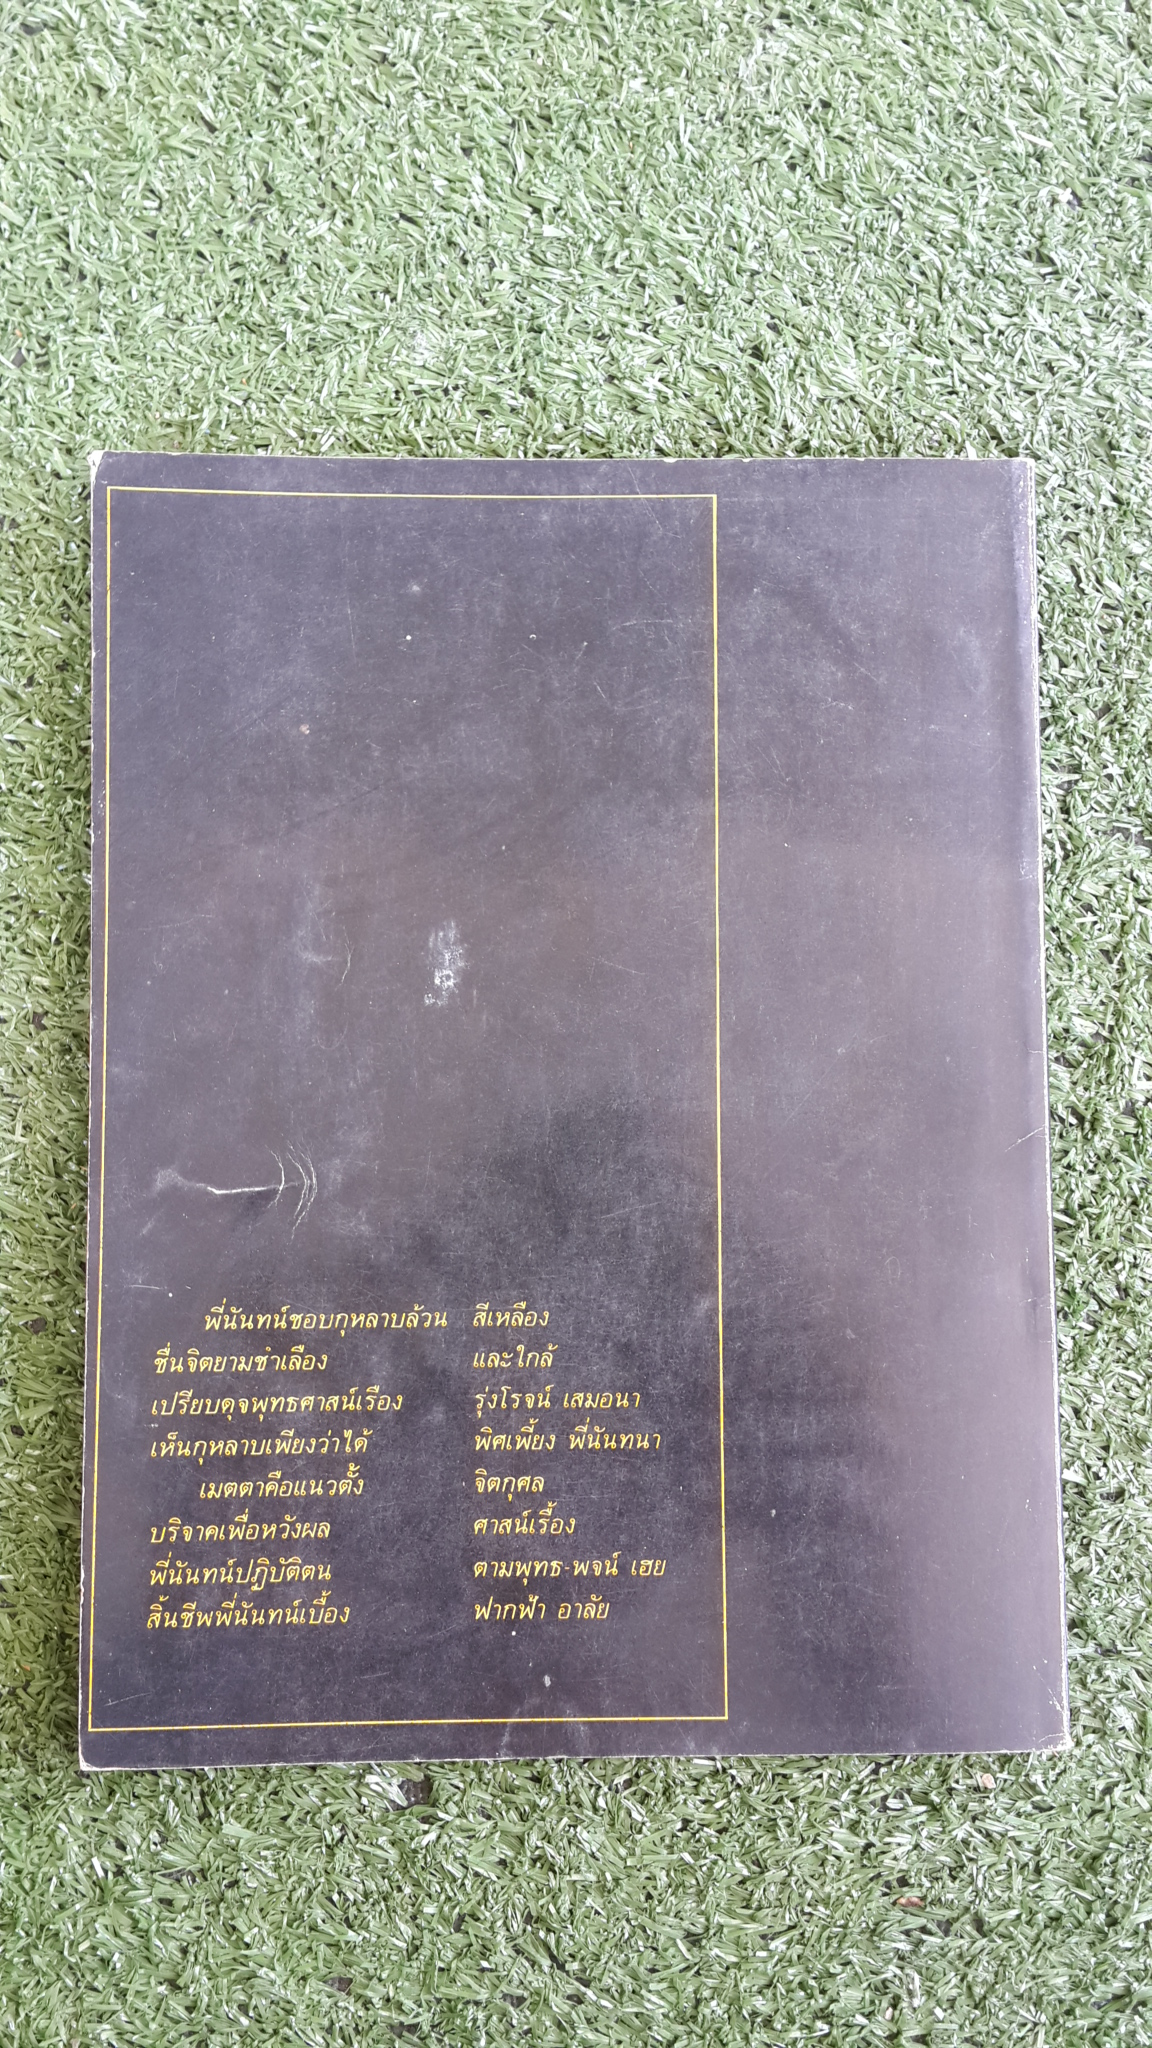 พี่นันทน์ชอบกุหลาบล้วน สีเหลือง
ชื่นจิตยามชำเลือง และใกล้
เปรียบดุจพุทธศาสน์เรือง รุ่งโรจน์ เสมอนา
เห็นกุหลาบเพียงว่าได้ พิศเพี้ยง พี่นันทนา
เมตตาคือแนวตั้ง จิตกุศล
บริจาคเพื่อหวังผล ศาสน์เรื้อง
พี่นันทน์ปฏิบัติตน ตามพุทธ-พจน์ เฮย
สิ้นชีพพี่นันทน์เบื้อง ฟากฟ้า อาลัย